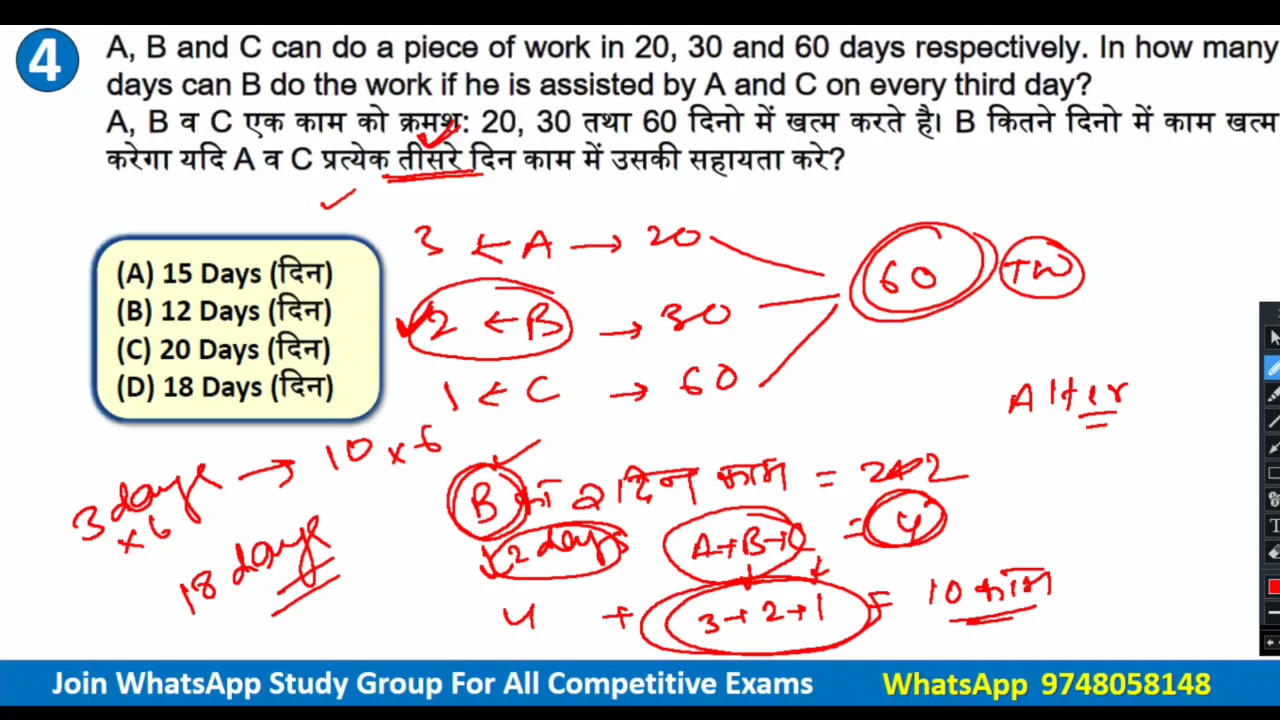 4
A, B and C can do a piece of work in 20, 30 and 60 days respectively. In how many
days can B do the work if he is assisted by A and C on every third day?
A, B व C एक काम को क्रमश: 20, 30 तथा 60 दिनो में खत्म करते है। B कितने दिनो में काम खत्म
करेगा यदि A व C प्रत्येक तीसरे दिन काम में उसकी सहायता करे?
(A) 15 Days (दिन)
(B) 12 Days (दिन)
(C) 20 Days (दिन)
(D) 18 Days (दिन)
3 ← A → 20
2 ← B → 30
1 ← C → 60
60 TW
Alter
3 days → 10 × 6
× 6
18 days
B का 2 दिन काम = 2×2
2 days A+B+C = 4
4 + 3+2+1 = 10 काम
Join WhatsApp Study Group For All Competitive Exams
WhatsApp 9748058148